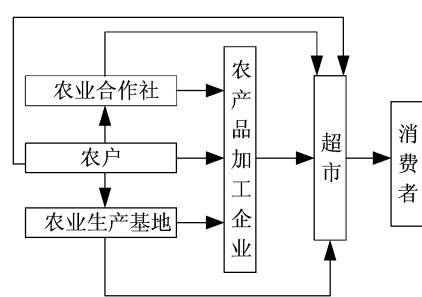 农业合作社
农户
农业生产基地
农产品加工企业
超市
消费者